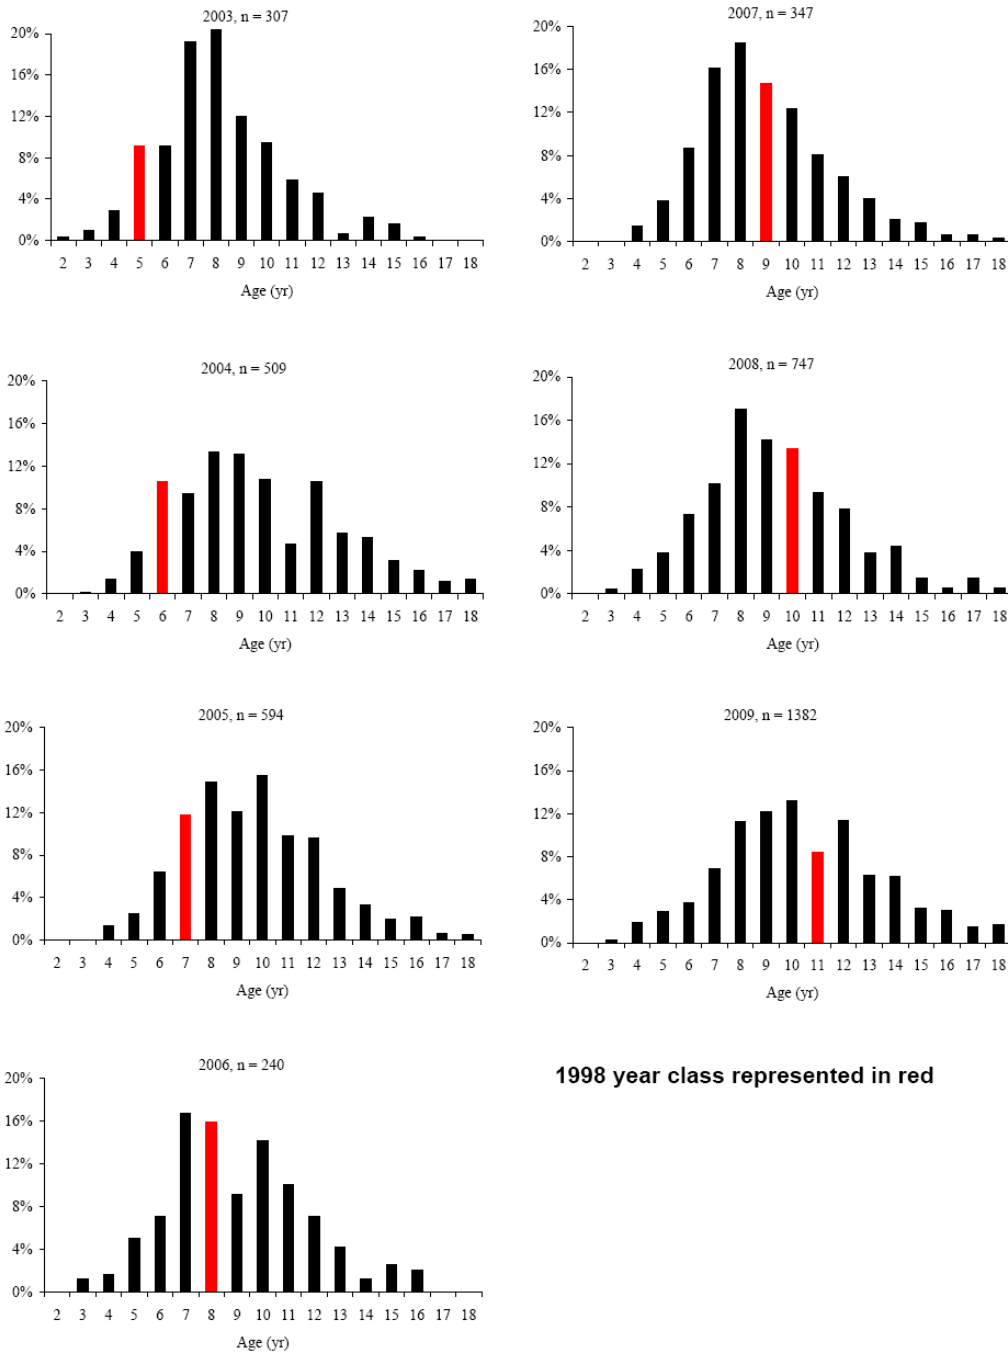 2003, n = 307
20%
16%
12%
8%
4%
0%
2 3 4 5 6 7 8 9 10 11 12 13 14 15 16 17 18
Age (yr)
2004, n = 509
20%
16%
12%
8%
4%
0%
2 3 4 5 6 7 8 9 10 11 12 13 14 15 16 17 18
Age (yr)
2005, n = 594
20%
16%
12%
8%
4%
0%
2 3 4 5 6 7 8 9 10 11 12 13 14 15 16 17 18
Age (yr)
2006, n = 240
20%
16%
12%
8%
4%
0%
2 3 4 5 6 7 8 9 10 11 12 13 14 15 16 17 18
Age (yr)
2007, n = 347
20%
16%
12%
8%
4%
0%
2 3 4 5 6 7 8 9 10 11 12 13 14 15 16 17 18
Age (yr)
2008, n = 747
20%
16%
12%
8%
4%
0%
2 3 4 5 6 7 8 9 10 11 12 13 14 15 16 17 18
Age (yr)
2009, n = 1382
20%
16%
12%
8%
4%
0%
2 3 4 5 6 7 8 9 10 11 12 13 14 15 16 17 18
Age (yr)
1998 year class represented in red